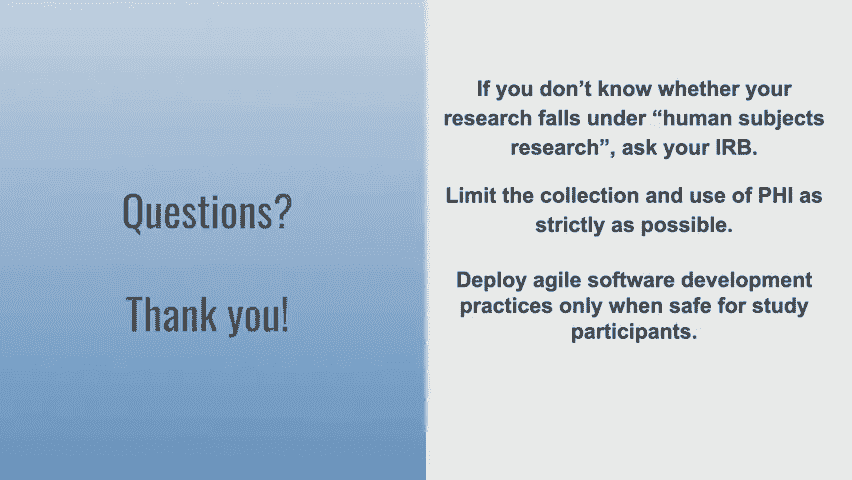 Questions?
Thank you!
If you don’t know whether your
research falls under “human subjects
research”, ask your IRB.
Limit the collection and use of PHI as
strictly as possible.
Deploy agile software development
practices only when safe for study
participants.